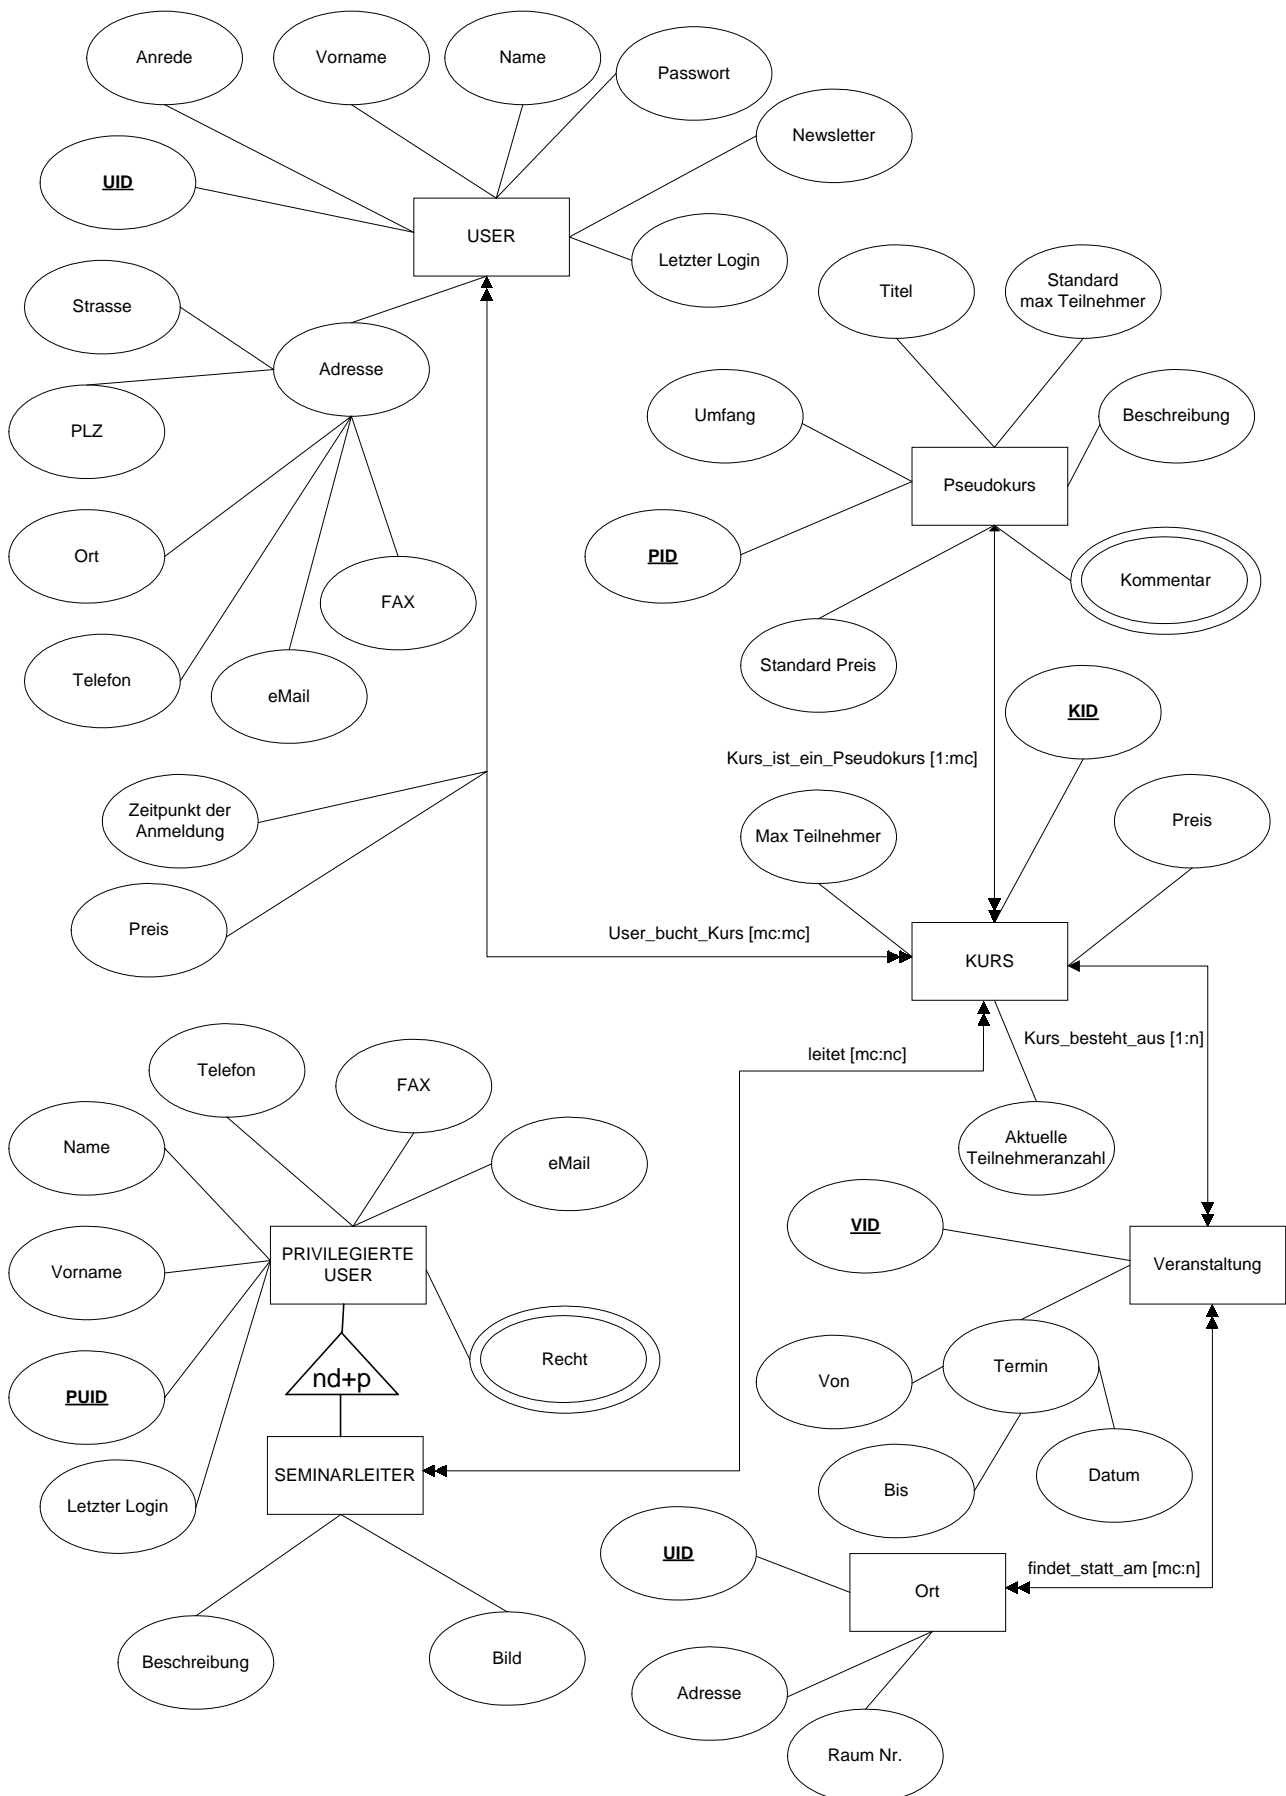 Anrede
Vorname
Name
Passwort
Newsletter
UID
USER
Letzter Login
Strasse
Titel
Standard
max Teilnehmer
Adresse
PLZ
Umfang
Beschreibung
Pseudokurs
Ort
PID
Kommentar
FAX
Telefon
eMail
Standard Preis
KID
Kurs_ist_ein_Pseudokurs [1:mc]
Zeitpunkt der
Anmeldung
Max Teilnehmer
Preis
Preis
User_bucht_Kurs [mc:mc]
KURS
Kurs_besteht_aus [1:n]
leitet [mc:nc]
Telefon
FAX
Name
eMail
Aktuelle
Teilnehmeranzahl
VID
PRIVILEGIERTE
USER
Vorname
Veranstaltung
Recht
Termin
Von
nd+p
PUID
SEMINARLEITER
Datum
Bis
Letzter Login
UID
findet_statt_am [mc:n]
Ort
Beschreibung
Bild
Adresse
Raum Nr.